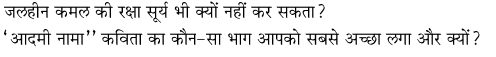 जलहीन कमल की रक्षा सूर्य भी क्यों नहीं कर सकता?
‘आदमी नामा’’ कविता का कौन-सा भाग आपको सबसे अच्छा लगा और क्यों?